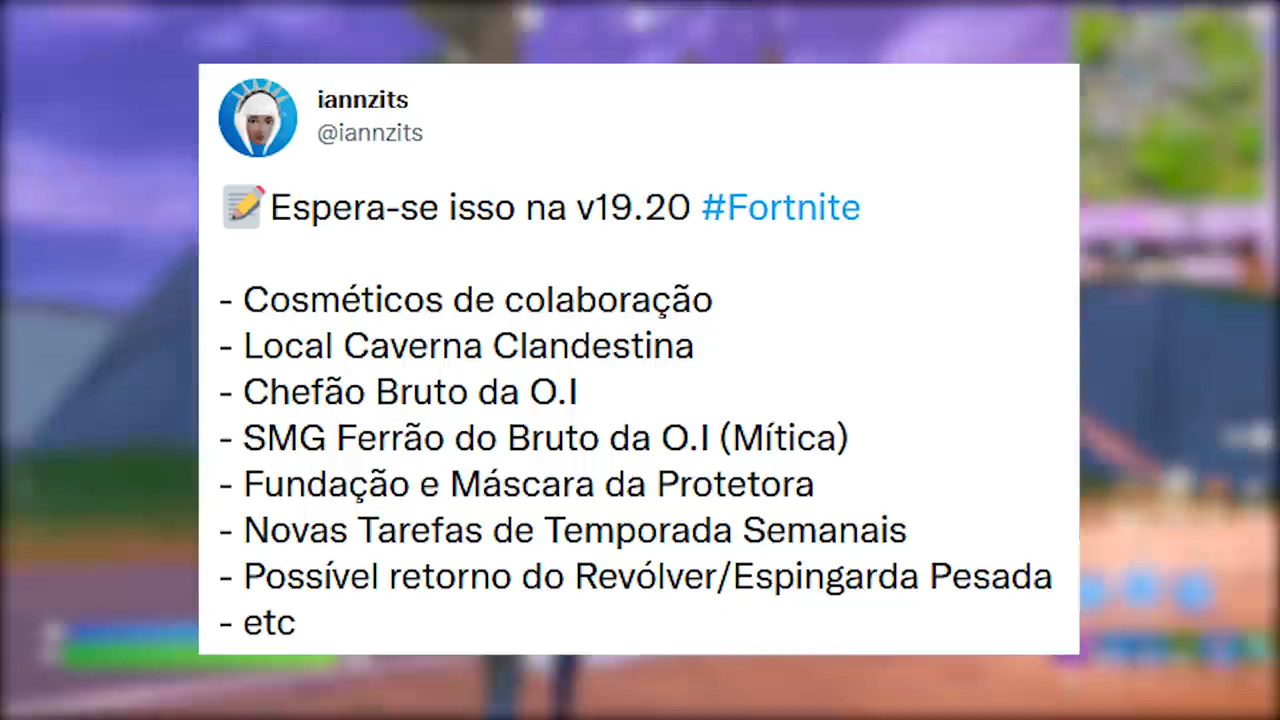 iannzits
@iannzits
📝Espera-se isso na v19.20 #Fortnite
- Cosméticos de colaboração
- Local Caverna Clandestina
- Chefão Bruto da O.I
- SMG Ferrão do Bruto da O.I (Mítica)
- Fundação e Máscara da Protetora
- Novas Tarefas de Temporada Semanais
- Possível retorno do Revólver/Espingarda Pesada
- etc